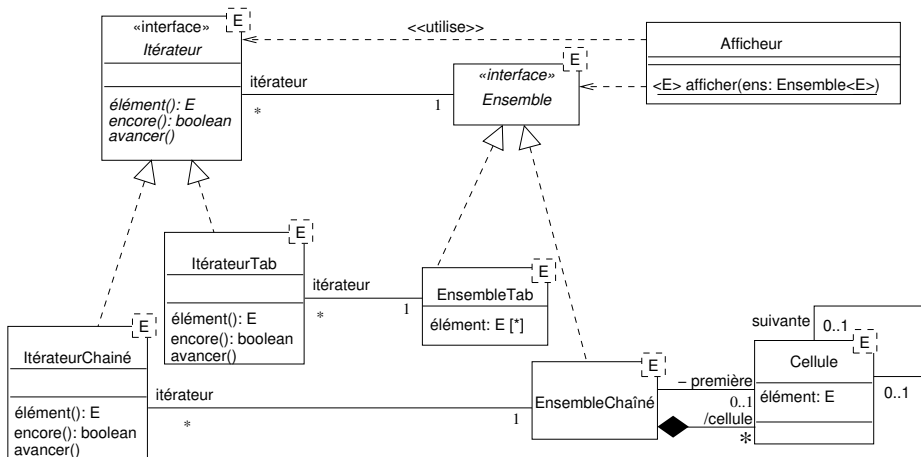 «interface»
E
Itérateur
élément(): E
encore(): boolean
avancer()
<<utilise>>
Afficheur
<E> afficher(ens: Ensemble<E>)
itérateur
*
1
«interface»
E
Ensemble
E
ItérateurTab
élément(): E
encore(): boolean
avancer()
itérateur
*
1
E
EnsembleTab
élément: E [*]
E
ItérateurChainé
élément(): E
encore(): boolean
avancer()
itérateur
*
1
E
EnsembleChaîné
– première
0..1
/cellule
*
suivante
0..1
E
Cellule
élément: E
0..1